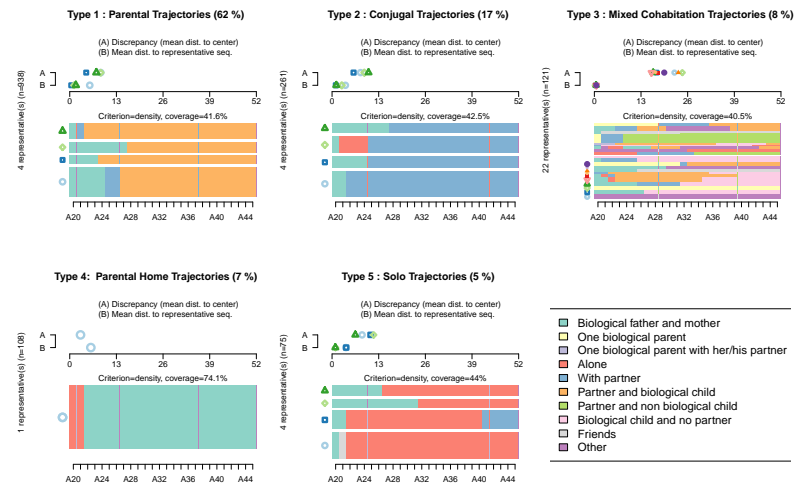 Type 1 : Parental Trajectories (62 %)
(A) Discrepancy (mean dist. to center)
(B) Mean dist. to representative seq.
A
B
0 13 26 39 52
Criterion=density, coverage=41.6%
4 representative(s) (n=938)
A20 A24 A28 A32 A36 A40 A44
Type 2 : Conjugal Trajectories (17 %)
(A) Discrepancy (mean dist. to center)
(B) Mean dist. to representative seq.
A
B
0 13 26 39 52
Criterion=density, coverage=42.5%
4 representative(s) (n=261)
A20 A24 A28 A32 A36 A40 A44
Type 3 : Mixed Cohabitation Trajectories (8 %)
(A) Discrepancy (mean dist. to center)
(B) Mean dist. to representative seq.
A
B
0 13 26 39 52
Criterion=density, coverage=40.5%
22 representative(s) (n=121)
A20 A24 A28 A32 A36 A40 A44
Type 4: Parental Home Trajectories (7 %)
(A) Discrepancy (mean dist. to center)
(B) Mean dist. to representative seq.
A
B
0 13 26 39 52
Criterion=density, coverage=74.1%
1 representative(s) (n=108)
A20 A24 A28 A32 A36 A40 A44
Type 5 : Solo Trajectories (5 %)
(A) Discrepancy (mean dist. to center)
(B) Mean dist. to representative seq.
A
B
0 13 26 39 52
Criterion=density, coverage=44%
4 representative(s) (n=75)
A20 A24 A28 A32 A36 A40 A44
Biological father and mother
One biological parent
One biological parent with her/his partner
Alone
With partner
Partner and biological child
Partner and non biological child
Biological child and no partner
Friends
Other